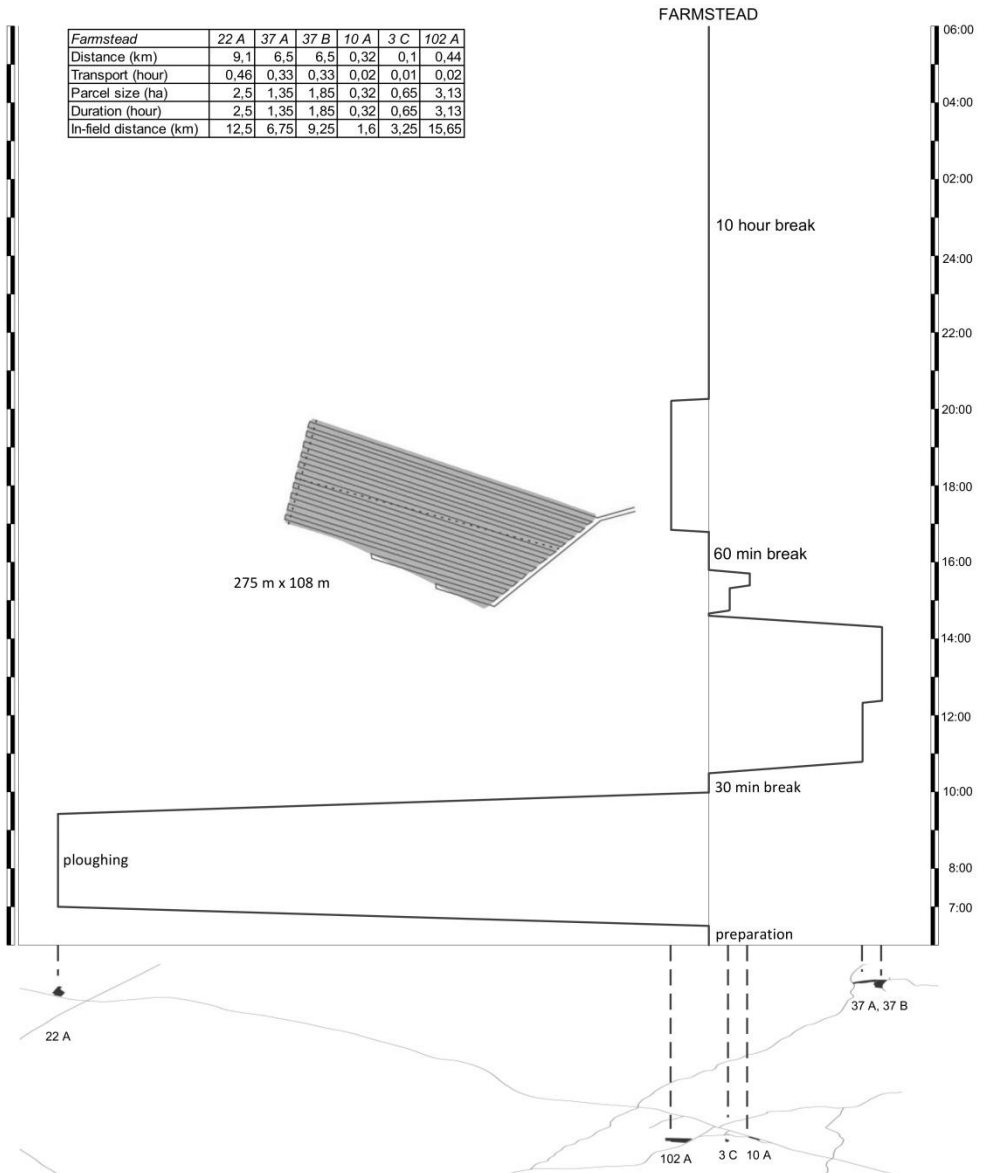 FARMSTEAD
Farmstead 22 A 37 A 37 B 10 A 3 C 102 A
Distance (km) 9,1 6,5 6,5 0,32 0,1 0,44
Transport (hour) 0,46 0,33 0,33 0,02 0,01 0,02
Parcel size (ha) 2,5 1,35 1,85 0,32 0,65 3,13
Duration (hour) 2,5 1,35 1,85 0,32 0,65 3,13
In-field distance (km) 12,5 6,75 9,25 1,6 3,25 15,65
06:00
04:00
02:00
10 hour break
24:00
22:00
20:00
18:00
16:00
60 min break
275 m x 108 m
14:00
12:00
10:00
30 min break
ploughing
8:00
7:00
preparation
37 A, 37 B
22 A
102 A 3 C 10 A